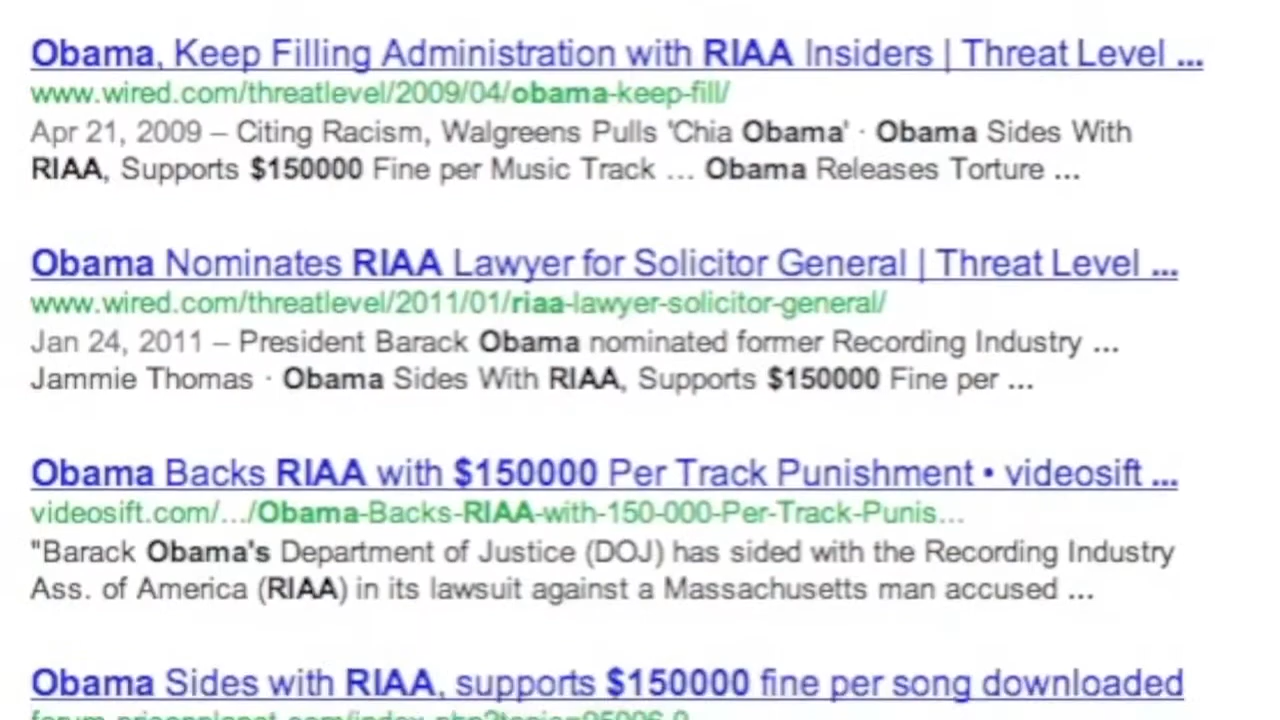 Obama, Keep Filling Administration with RIAA Insiders | Threat Level ...
www.wired.com/threatlevel/2009/04/obama-keep-fill/
Apr 21, 2009 – Citing Racism, Walgreens Pulls 'Chia Obama' · Obama Sides With
RIAA, Supports $150000 Fine per Music Track ... Obama Releases Torture ...
Obama Nominates RIAA Lawyer for Solicitor General | Threat Level ...
www.wired.com/threatlevel/2011/01/riaa-lawyer-solicitor-general/
Jan 24, 2011 – President Barack Obama nominated former Recording Industry ...
Jammie Thomas · Obama Sides With RIAA, Supports $150000 Fine per ...
Obama Backs RIAA with $150000 Per Track Punishment • videosift ...
videosift.com/.../Obama-Backs-RIAA-with-150-000-Per-Track-Punis...
"Barack Obama's Department of Justice (DOJ) has sided with the Recording Industry
Ass. of America (RIAA) in its lawsuit against a Massachusetts man accused ...
Obama Sides with RIAA, supports $150000 fine per song downloaded